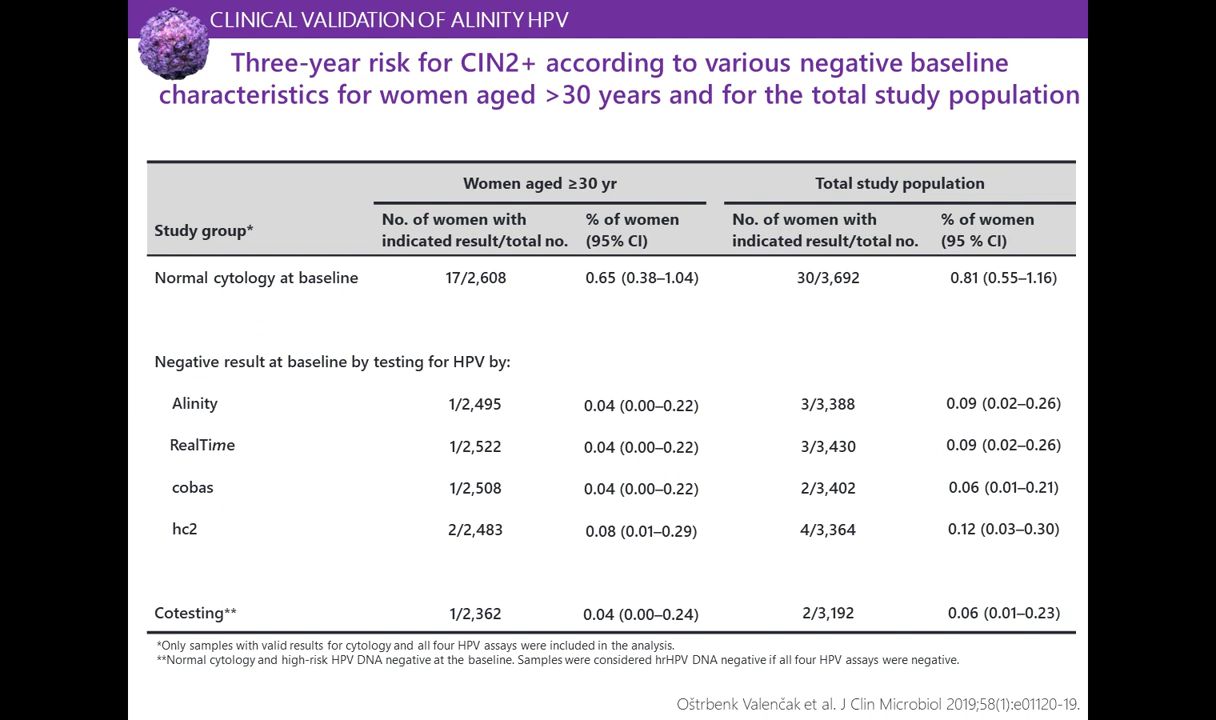 CLINICAL VALIDATION OF ALINITY HPV
Three-year risk for CIN2+ according to various negative baseline
characteristics for women aged >30 years and for the total study population
Women aged ≥30 yr Total study population
Study group* No. of women with indicated result/total no. % of women (95% CI) No. of women with indicated result/total no. % of women (95 % CI)
Normal cytology at baseline 17/2,608 0.65 (0.38–1.04) 30/3,692 0.81 (0.55–1.16)
Negative result at baseline by testing for HPV by:
Alinity 1/2,495 0.04 (0.00–0.22) 3/3,388 0.09 (0.02–0.26)
RealTime 1/2,522 0.04 (0.00–0.22) 3/3,430 0.09 (0.02–0.26)
cobas 1/2,508 0.04 (0.00–0.22) 2/3,402 0.06 (0.01–0.21)
hc2 2/2,483 0.08 (0.01–0.29) 4/3,364 0.12 (0.03–0.30)
Cotesting** 1/2,362 0.04 (0.00–0.24) 2/3,192 0.06 (0.01–0.23)
*Only samples with valid results for cytology and all four HPV assays were included in the analysis.
**Normal cytology and high-risk HPV DNA negative at the baseline. Samples were considered hrHPV DNA negative if all four HPV assays were negative.
Oštrbenk Valenčak et al. J Clin Microbiol 2019;58(1):e01120-19.